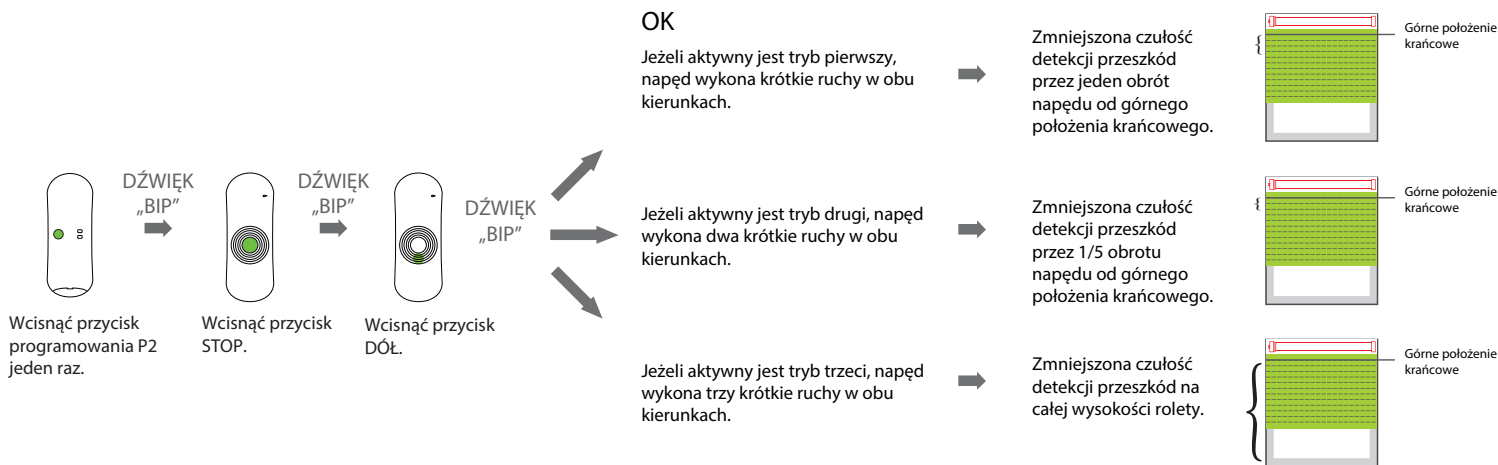 Wcisnąć przycisk
programowania P2
jeden raz.
DŹWIĘK
„BIP”
Wcisnąć przycisk
STOP.
DŹWIĘK
„BIP”
Wcisnąć przycisk
DÓŁ.
DŹWIĘK
„BIP”
OK
Jeżeli aktywny jest tryb pierwszy,
napęd wykona krótkie ruchy w obu
kierunkach.
Zmniejszona czułość
detekcji przeszkód
przez jeden obrót
napędu od górnego
położenia krańcowego.
Górne położenie
krańcowe
Jeżeli aktywny jest tryb drugi, napęd
wykona dwa krótkie ruchy w obu
kierunkach.
Zmniejszona czułość
detekcji przeszkód
przez 1/5 obrotu
napędu od górnego
położenia krańcowego.
Górne położenie
krańcowe
Jeżeli aktywny jest tryb trzeci, napęd
wykona trzy krótkie ruchy w obu
kierunkach.
Zmniejszona czułość
detekcji przeszkód na
całej wysokości rolety.
Górne położenie
krańcowe